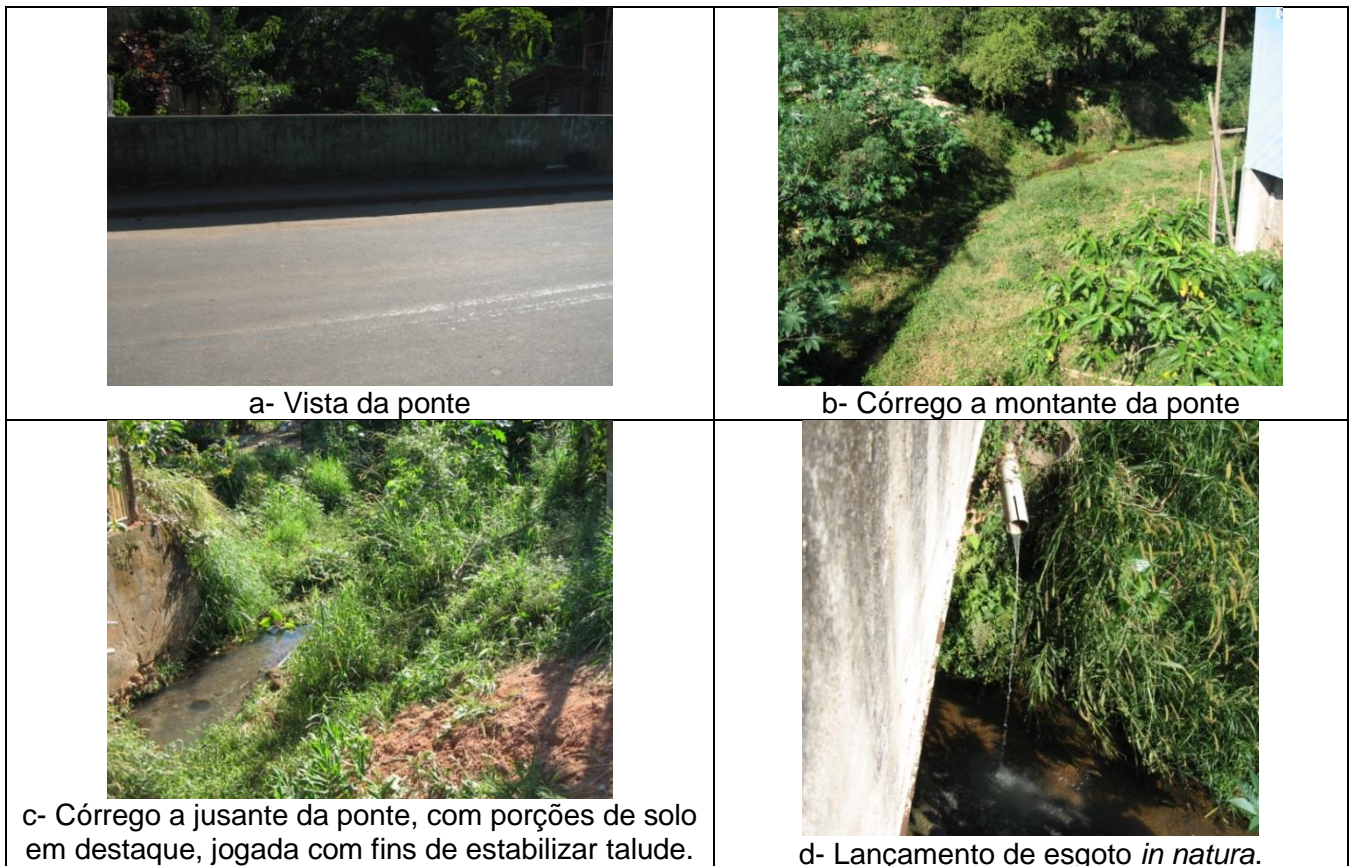 a- Vista da ponte
b- Córrego a montante da ponte
c- Córrego a jusante da ponte, com porções de solo
em destaque, jogada com fins de estabilizar talude.
d- Lançamento de esgoto in natura.